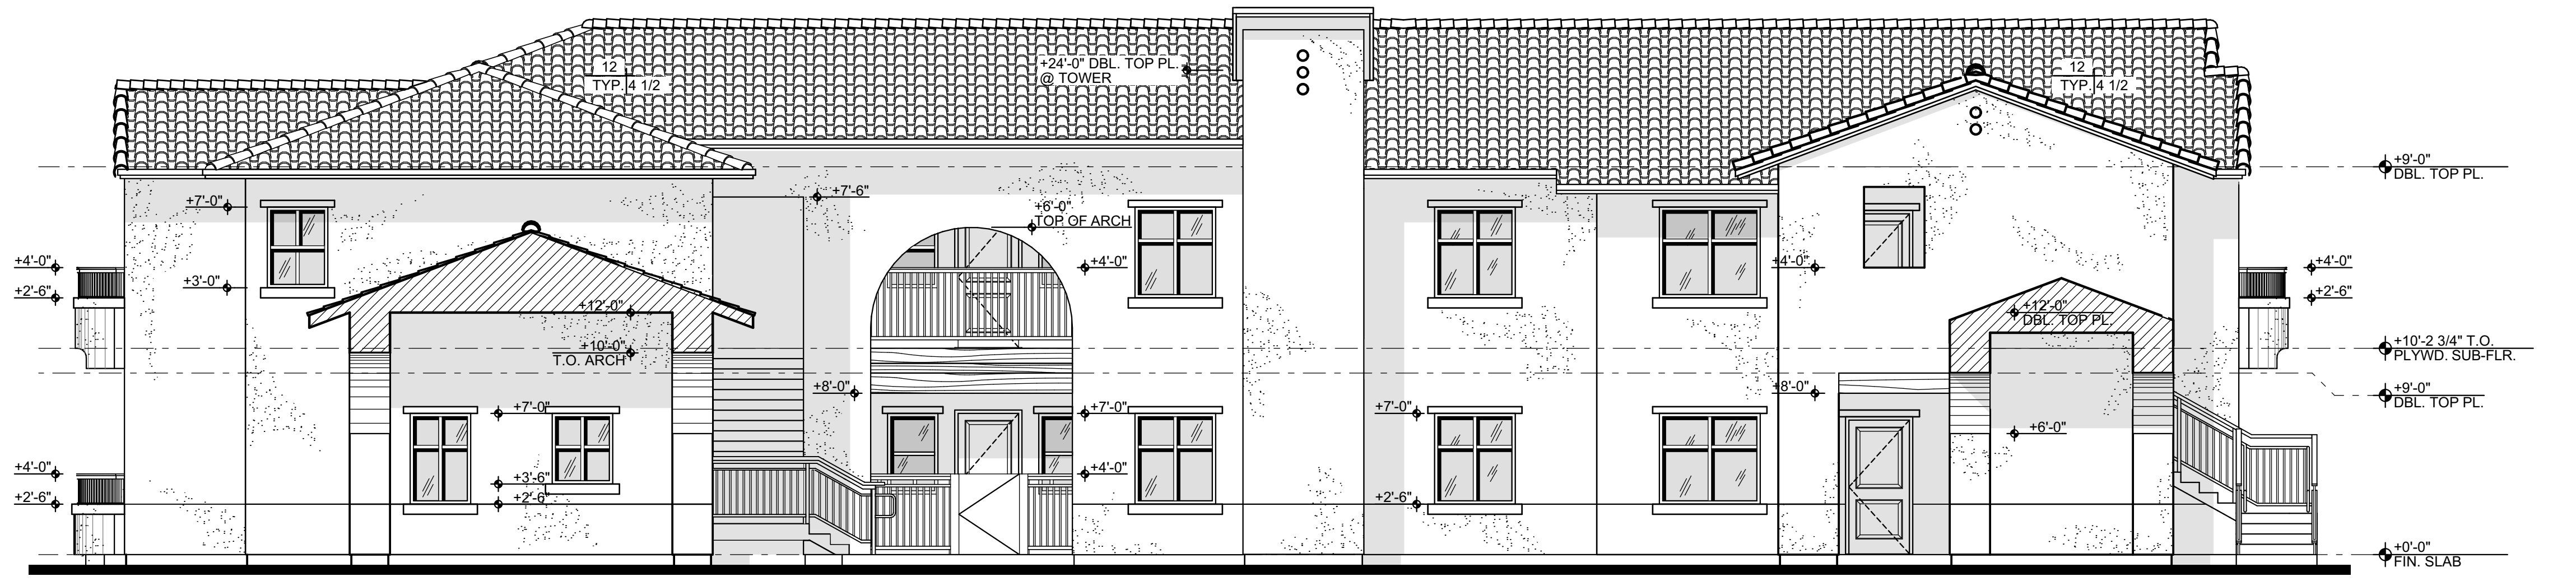 12
TYP. 4 1/2
+24'-0" DBL. TOP PL.
@ TOWER
12
TYP. 4 1/2
+9'-0"
DBL. TOP PL.
+7'-0"
+7'-6"
+6'-0"
TOP OF ARCH
+4'-0"
+3'-0"
+2'-6"
+4'-0"
+4'-0"
+4'-0"
+2'-6"
+12'-0"
+12'-0"
DBL. TOP PL.
+10'-0"
T.O. ARCH
+10'-2 3/4" T.O.
PLYWD. SUB-FLR.
+8'-0"
+8'-0"
+9'-0"
DBL. TOP PL.
+7'-0"
+7'-0"
+7'-0"
+6'-0"
+4'-0"
+2'-6"
+3'-6"
+2'-6"
+4'-0"
+2'-6"
+0'-0"
FIN. SLAB